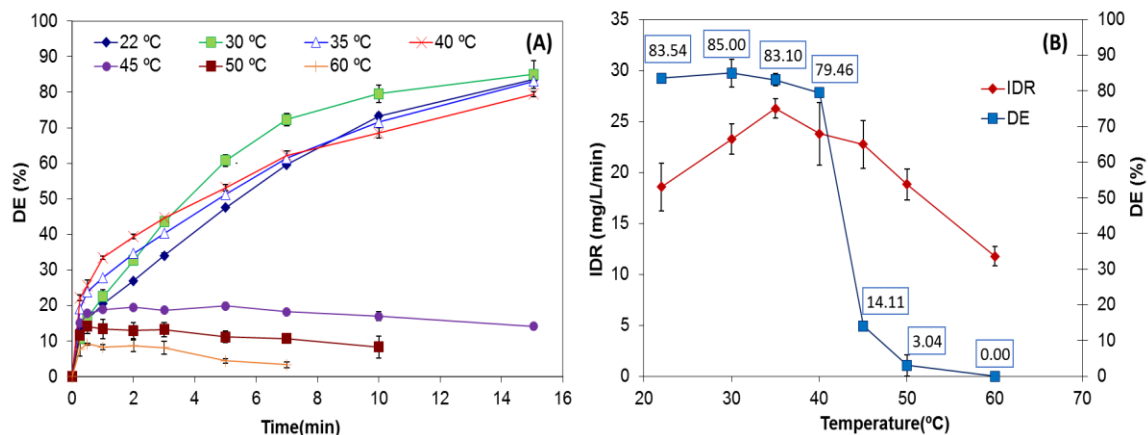 100
90
80
70
60
50
40
30
20
10
0
DE (%)
22 ºC
30 ºC
35 ºC
40 ºC
45 ºC
50 ºC
60 ºC
(A)
0 2 4 6 8 10 12 14 16
Time(min)
35
30
25
20
15
10
5
0
IDR (mg/L/min)
83.54
85.00
83.10
79.46
14.11
3.04
0.00
(B)
IDR
DE
100
90
80
70
60
50
40
30
20
10
0
DE (%)
20 30 40 50 60 70
Temperature(ºC)